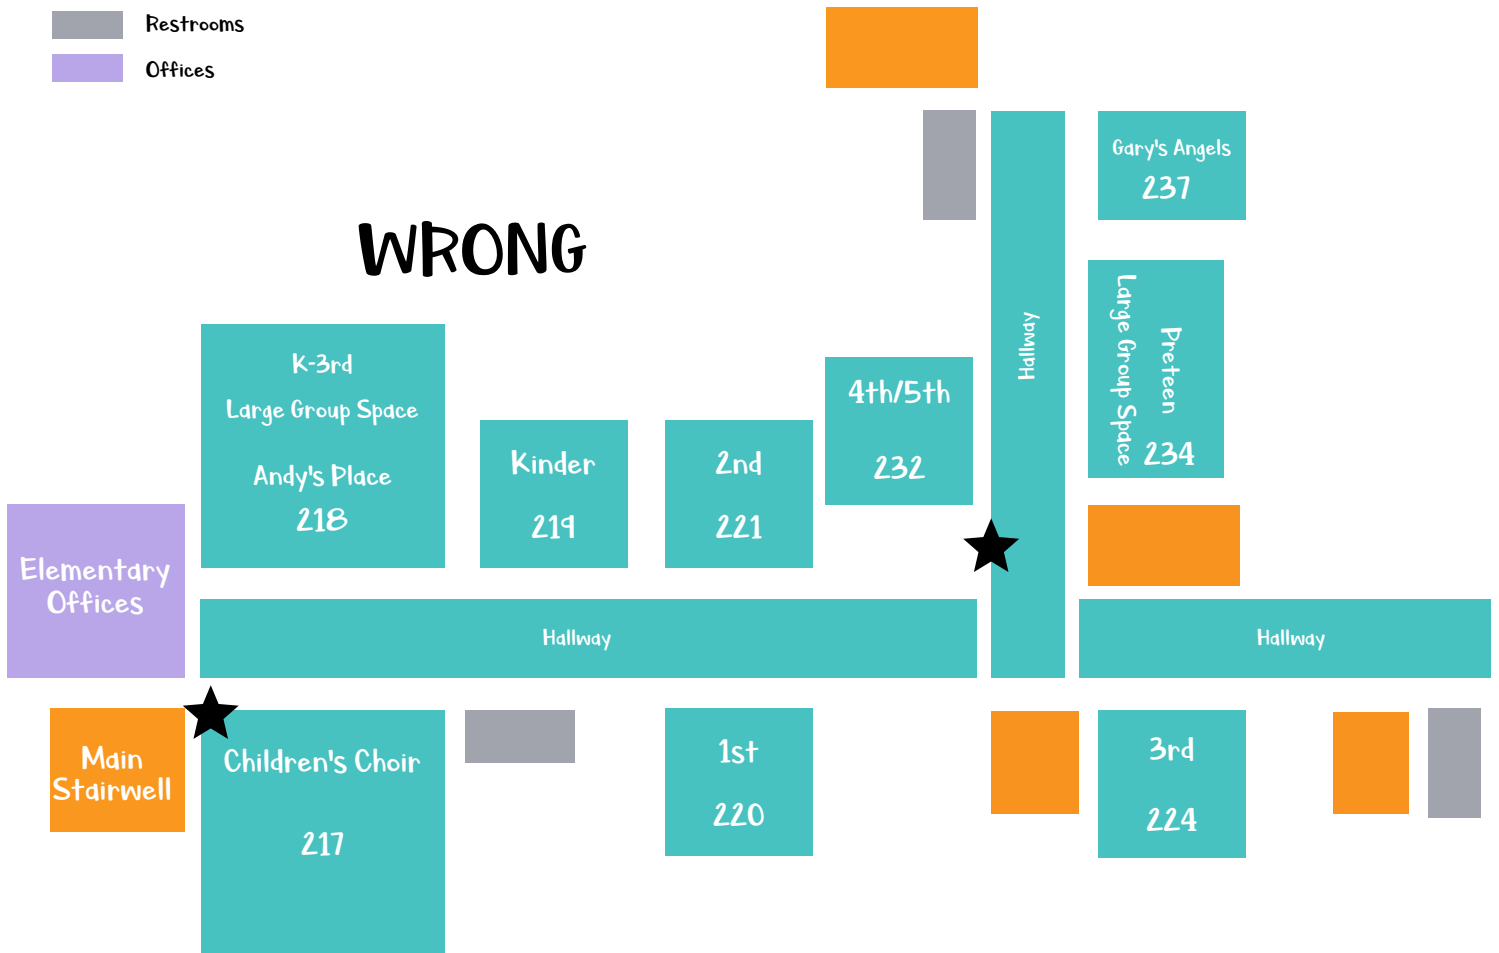 Restrooms
Offices
WRONG
Gary's Angels
237
Hallway
Large Group Space
Preteen
234
K-3rd
Large Group Space
Andy's Place
218
Kinder
219
2nd
221
4th/5th
232
Elementary
Offices
Hallway
Hallway
Main
Stairwell
Children's Choir
217
1st
220
3rd
224